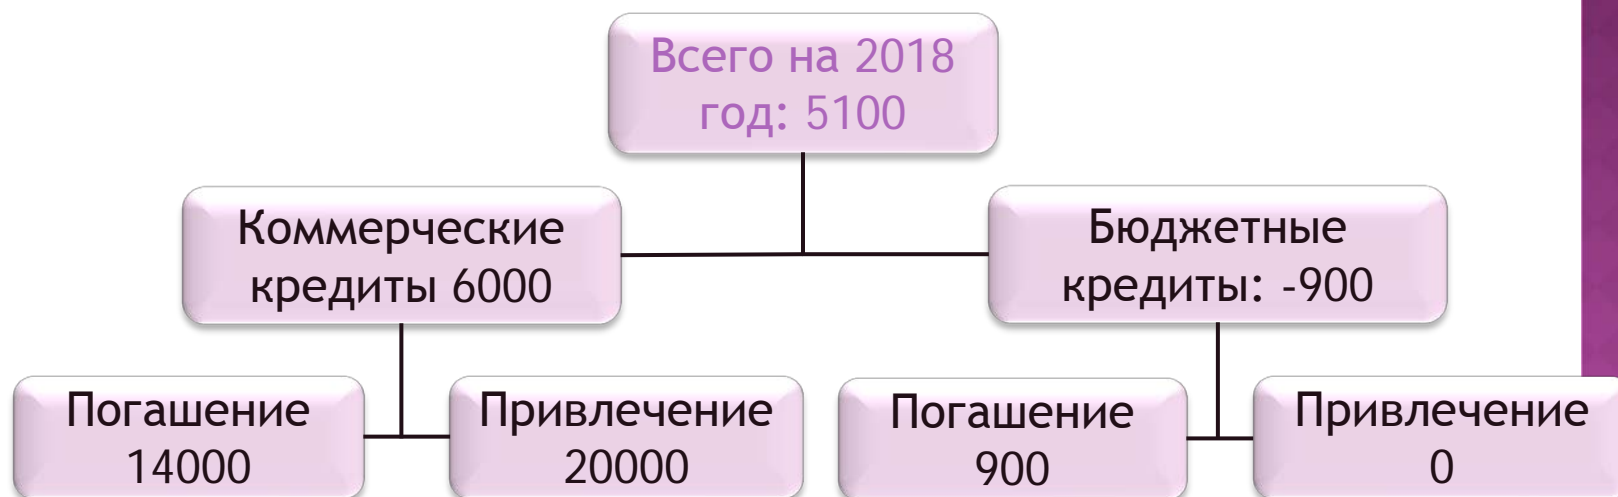 Всего на 2018
год: 5100
Коммерческие
кредиты 6000
Бюджетные
кредиты: -900
Погашение
14000
Привлечение
20000
Погашение
900
Привлечение
0